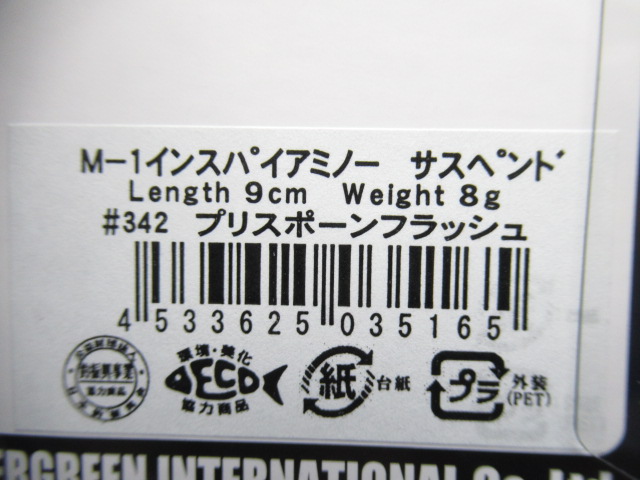 M-1インスパイアミノー サスペンド
Length 9cm Weight 8g
#342 プリスポーンフラッシュ
4 533625 035165
環境・美化
ECO
協力商品
紙
台紙
プラ
外装
(PET)
ERGREEN INTERNATIONAL Co., Ltd.